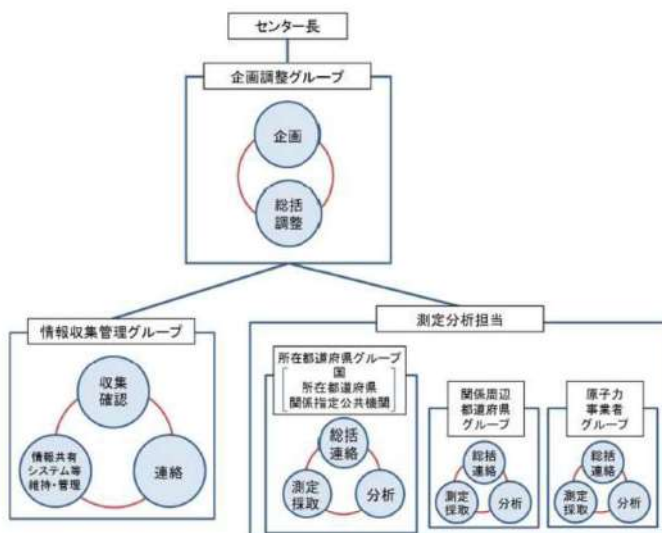 センター長
企画調整グループ
企画
総括
調整
情報収集管理グループ
収集
確認
情報共有
システム等
維持・管理
連絡
測定分析担当
所在都道府県グループ
国
所在都道府県
関係指定公共機関
総括
連絡
測定
採取
分析
関係周辺
都道府県
グループ
総括
連絡
測定
採取
分析
原子力
事業者
グループ
総括
連絡
測定
採取
分析